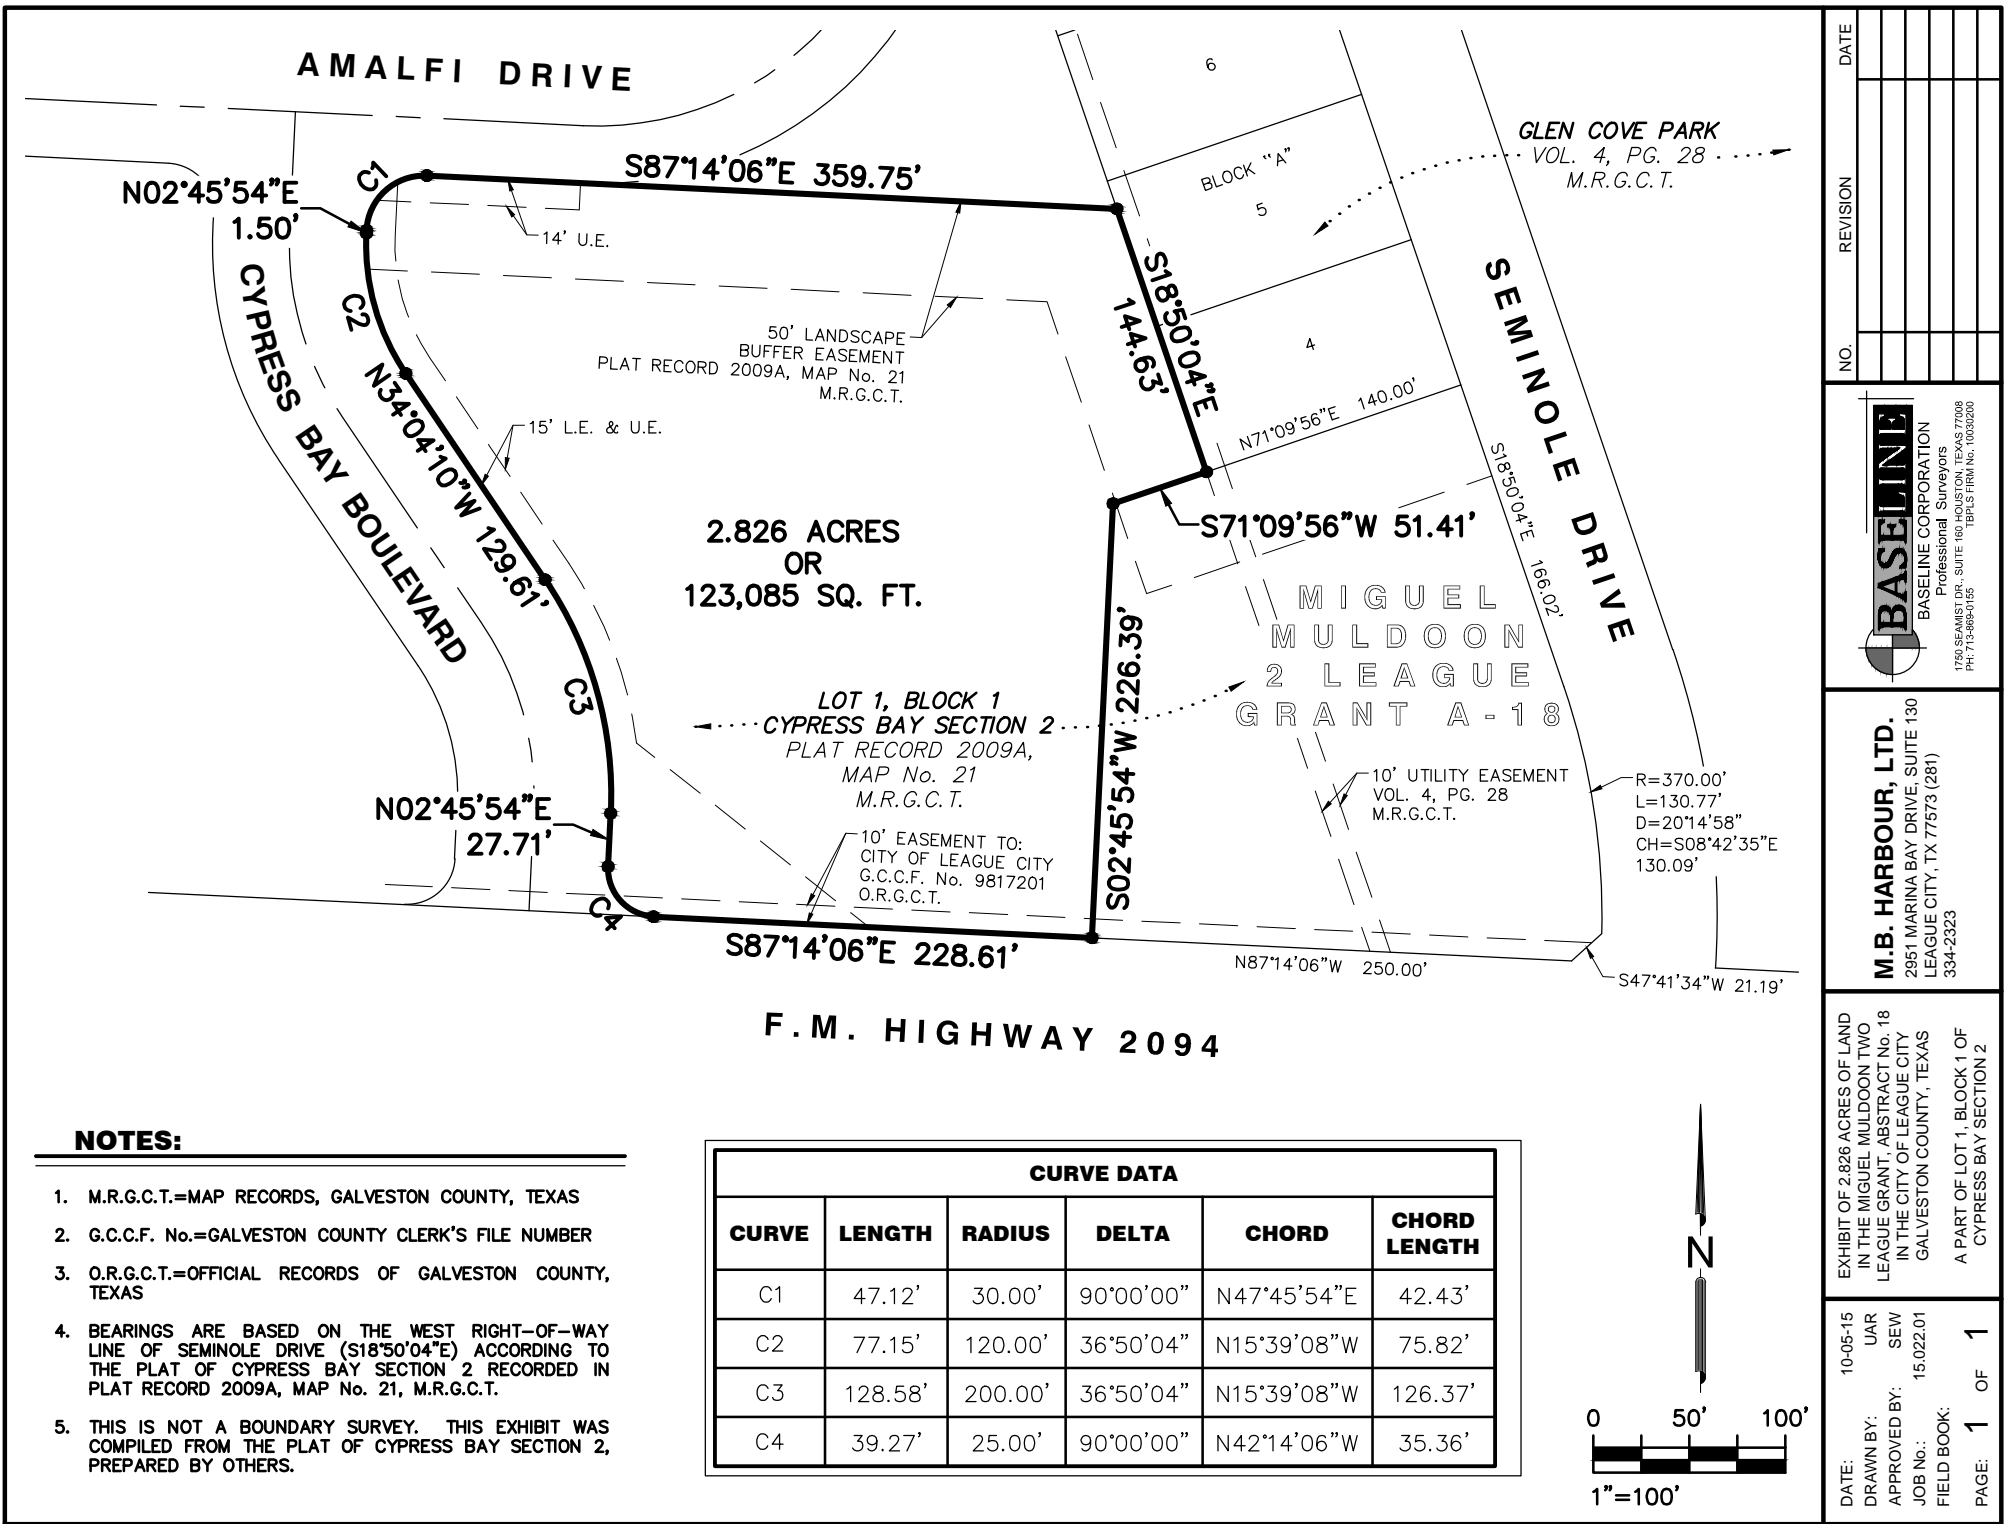 AMALFI DRIVE
S87°14'06"E 359.75'
N02°45'54"E
1.50'
C1
14' U.E.
CYPRESS BAY BOULEVARD
C2
50' LANDSCAPE
BUFFER EASEMENT
PLAT RECORD 2009A, MAP No. 21
M.R.G.C.T.
N34°04'10"W 129.61'
15' L.E. & U.E.
S18°50'04"E
144.63'
6
BLOCK "A"
5
4
GLEN COVE PARK
VOL. 4, PG. 28
M.R.G.C.T.
SEMINOLE DRIVE
N71°09'56"E 140.00'
S71°09'56"W 51.41'
S18°50'04"E 166.02'
2.826 ACRES
OR
123,085 SQ. FT.
MIGUEL
MULDOON
2 LEAGUE
GRANT A-18
S02°45'54"W 226.39'
C3
LOT 1, BLOCK 1
CYPRESS BAY SECTION 2
PLAT RECORD 2009A,
MAP No. 21
M.R.G.C.T.
N02°45'54"E
27.71'
10' EASEMENT TO:
CITY OF LEAGUE CITY
G.C.C.F. No. 9817201
O.R.G.C.T.
10' UTILITY EASEMENT
VOL. 4, PG. 28
M.R.G.C.T.
R=370.00'
L=130.77'
D=20°14'58"
CH=S08°42'35"E
130.09'
C4
S87°14'06"E 228.61'
N87°14'06"W 250.00'
S47°41'34"W 21.19'
F.M. HIGHWAY 2094
NOTES:
1. M.R.G.C.T.=MAP RECORDS, GALVESTON COUNTY, TEXAS
2. G.C.C.F. No.=GALVESTON COUNTY CLERK'S FILE NUMBER
3. O.R.G.C.T.=OFFICIAL RECORDS OF GALVESTON COUNTY,
TEXAS
4. BEARINGS ARE BASED ON THE WEST RIGHT-OF-WAY
LINE OF SEMINOLE DRIVE (S18°50'04"E) ACCORDING TO
THE PLAT OF CYPRESS BAY SECTION 2 RECORDED IN
PLAT RECORD 2009A, MAP No. 21, M.R.G.C.T.
5. THIS IS NOT A BOUNDARY SURVEY. THIS EXHIBIT WAS
COMPILED FROM THE PLAT OF CYPRESS BAY SECTION 2,
PREPARED BY OTHERS.
CURVE DATA
CURVE LENGTH RADIUS DELTA CHORD CHORD LENGTH
C1 47.12' 30.00' 90°00'00" N47°45'54"E 42.43'
C2 77.15' 120.00' 36°50'04" N15°39'08"W 75.82'
C3 128.58' 200.00' 36°50'04" N15°39'08"W 126.37'
C4 39.27' 25.00' 90°00'00" N42°14'06"W 35.36'
N
0 50' 100'
1"=100'
NO. REVISION DATE
BASELINE
BASELINE CORPORATION
Professional Surveyors
1750 SEAMIST DR., SUITE 160 HOUSTON, TEXAS 77008
PH: 713-869-0155 TBPLS FIRM No. 10030200
M.B. HARBOUR, LTD.
2951 MARINA BAY DRIVE, SUITE 130
LEAGUE CITY, TX 77573 (281)
334-2323
EXHIBIT OF 2.826 ACRES OF LAND
IN THE MIGUEL MULDOON TWO
LEAGUE GRANT, ABSTRACT No. 18
IN THE CITY OF LEAGUE CITY
GALVESTON COUNTY, TEXAS
A PART OF LOT 1, BLOCK 1 OF
CYPRESS BAY SECTION 2
DATE: 10-05-15
DRAWN BY: UAR
APPROVED BY: SEW
JOB No.: 15.022.01
FIELD BOOK:
PAGE: 1 OF 1